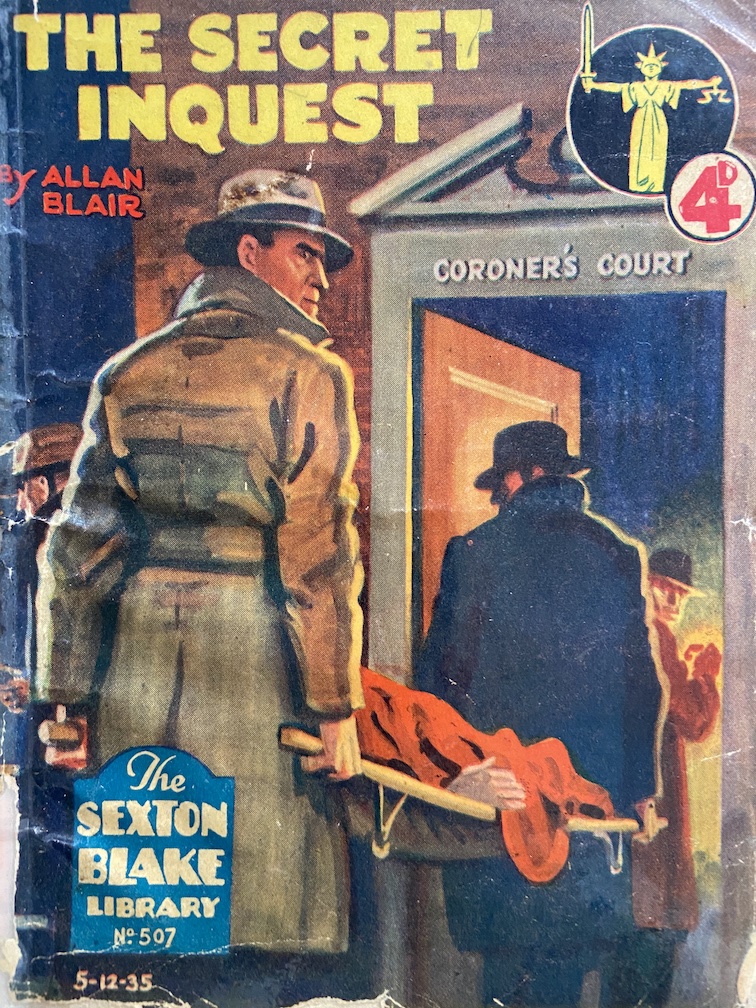 THE SECRET
INQUEST
By ALLAN
BLAIR
4D
CORONER'S COURT
The
SEXTON
BLAKE
LIBRARY
No. 507
5-12-35